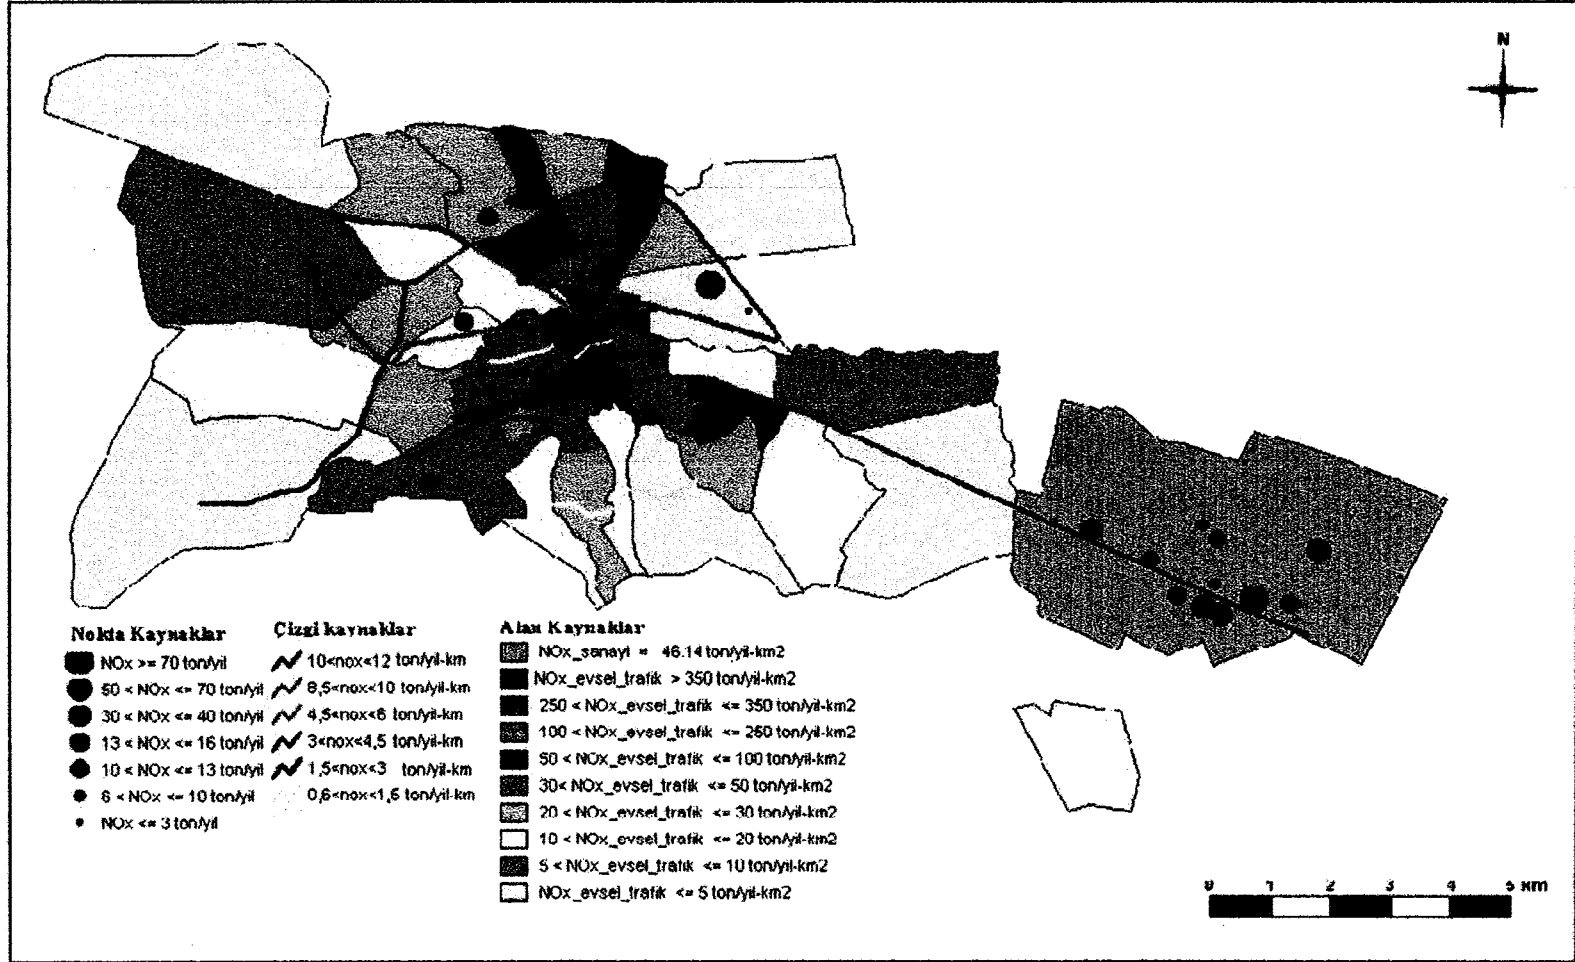 N
Nokta Kaynaklar
NOx >= 70 ton/yil
50 < NOx <= 70 ton/yil
30 < NOx <= 40 ton/yil
13 < NOx <= 16 ton/yil
10 < NOx <= 13 ton/yil
6 < NOx <= 10 ton/yil
NOx <= 3 ton/yil
Çizgi kaynaklar
10<nox<12 ton/yil-km
8,5<nox<10 ton/yil-km
4,5<nox<6 ton/yil-km
3<nox<4,5 ton/yil-km
1,5<nox<3 ton/yil-km
0,6<nox<1,5 ton/yil-km
Alan Kaynaklar
NOx_sanayi = 46.14 ton/yil-km2
NOx_evsel_trafik > 350 ton/yil-km2
250 < NOx_evsel_trafik <= 350 ton/yil-km2
100 < NOx_evsel_trafik <= 250 ton/yil-km2
50 < NOx_evsel_trafik <= 100 ton/yil-km2
30< NOx_evsel_trafik <= 50 ton/yil-km2
20 < NOx_evsel_trafik <= 30 ton/yil-km2
10 < NOx_evsel_trafik <= 20 ton/yil-km2
5 < NOx_evsel_trafik <= 10 ton/yil-km2
NOx_evsel_trafik <= 5 ton/yil-km2
0 1 2 3 4 5 km